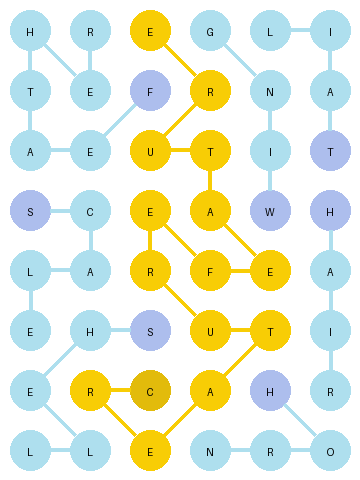 H R E G L I
T E F R N A
A E U T I T
S C E A W H
L A R F E A
E H S U T I
E R C A H R
L L E N R O